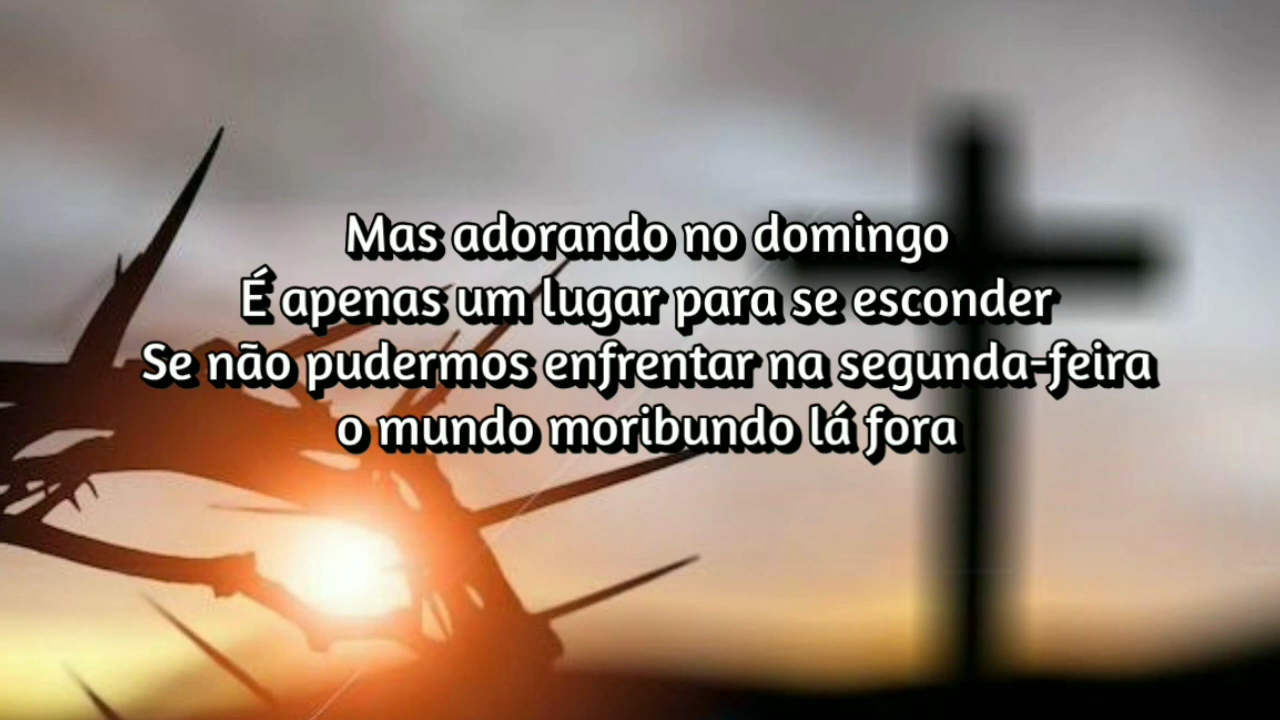 Mas adorando no domingo
É apenas um lugar para se esconder
Se não pudermos enfrentar na segunda-feira
o mundo moribundo lá fora